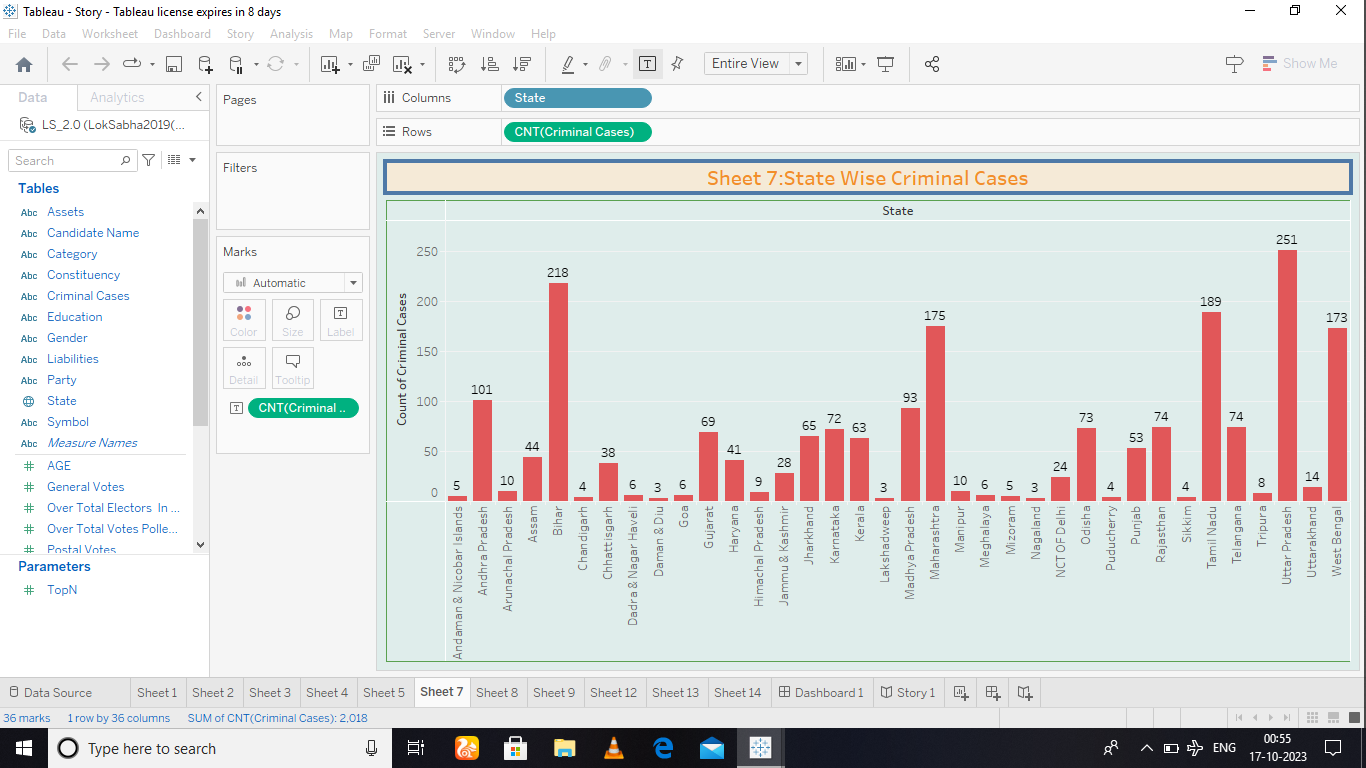 Tableau - Story - Tableau license expires in 8 days
File Data Worksheet Dashboard Story Analysis Map Format Server Window Help
Entire View
Show Me
Data Analytics
LS_2.0 (LokSabha2019(...
Search
Tables
Abc Assets
Abc Candidate Name
Abc Category
Abc Constituency
Abc Criminal Cases
Abc Education
Abc Gender
Abc Liabilities
Abc Party
State
Abc Symbol
Abc Measure Names
# AGE
# General Votes
# Over Total Electors In ...
# Over Total Votes Polle...
# Postal Votes
Parameters
# TopN
Pages
Filters
Marks
Automatic
Color Size Label
Detail Tooltip
CNT(Criminal ..
Columns State
Rows CNT(Criminal Cases)
Sheet 7:State Wise Criminal Cases
State
Count of Criminal Cases
250
200
150
100
50
0
5 101 10 44 218 4 38 6 3 6 69 41 9 28 65 72 63 3 93 175 10 6 5 3 24 73 4 53 74 4 189 74 8 251 14 173
Andaman & Nicobar Islands
Andhra Pradesh
Arunachal Pradesh
Assam
Bihar
Chandigarh
Chhattisgarh
Dadra & Nagar Haveli
Daman & Diu
Goa
Gujarat
Haryana
Himachal Pradesh
Jammu & Kashmir
Jharkhand
Karnataka
Kerala
Lakshadweep
Madhya Pradesh
Maharashtra
Manipur
Meghalaya
Mizoram
Nagaland
NCT OF Delhi
Odisha
Puducherry
Punjab
Rajasthan
Sikkim
Tamil Nadu
Telangana
Tripura
Uttar Pradesh
Uttarakhand
West Bengal
Data Source Sheet 1 Sheet 2 Sheet 3 Sheet 4 Sheet 5 Sheet 7 Sheet 8 Sheet 9 Sheet 12 Sheet 13 Sheet 14 Dashboard 1 Story 1
36 marks 1 row by 36 columns SUM of CNT(Criminal Cases): 2,018
Type here to search
ENG
00:55
17-10-2023